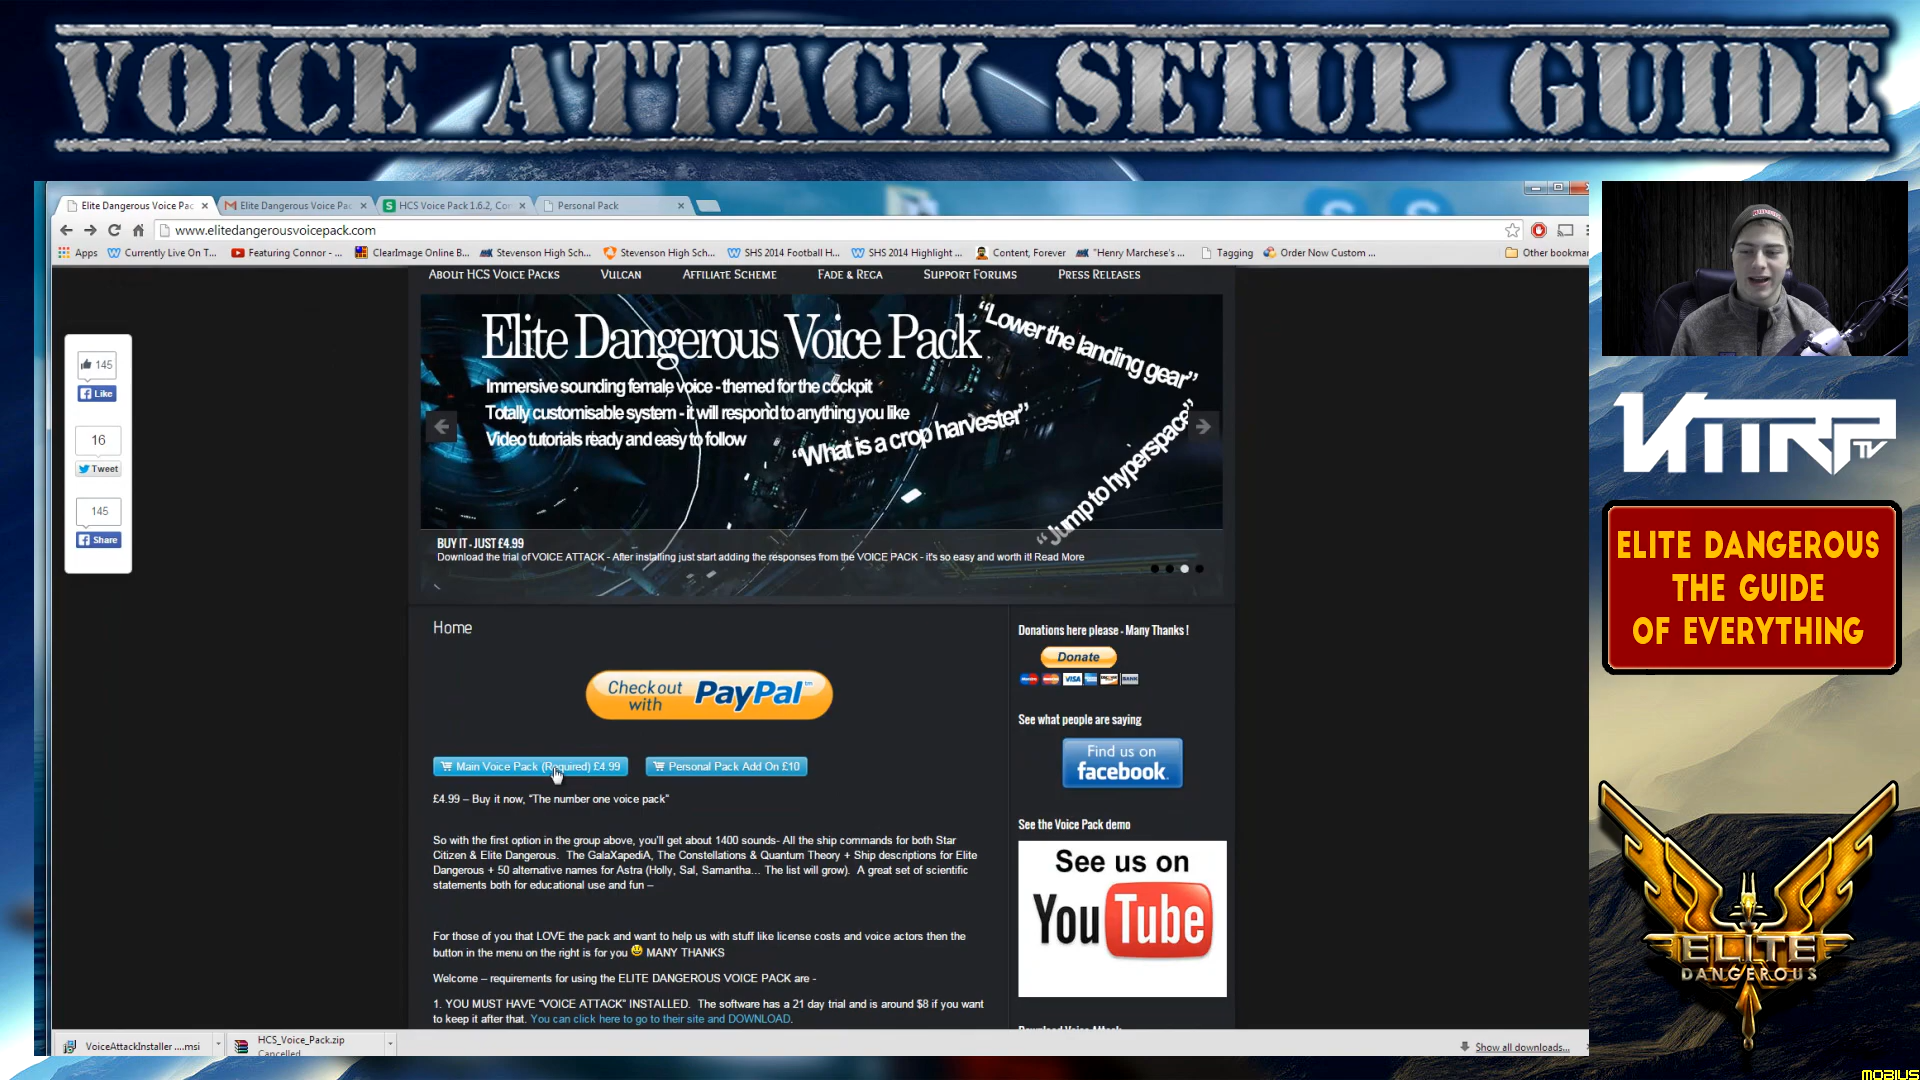 VOICE ATTACK SETUP GUIDE
Elite Dangerous Voice Pac
Elite Dangerous Voice Pac
HCS Voice Pack 1.6.2, Cor
Personal Pack
www.elitedangerousvoicepack.com
Apps
Currently Live On T...
Featuring Connor - ...
ClearImage Online B...
Stevenson High Sch...
Stevenson High Sch...
SHS 2014 Football H...
SHS 2014 Highlight ...
Content; Forever
"Henry Marchese's ...
Tagging
Order Now Custom ...
Other bookmar
ABOUT HCS VOICE PACKS
VULCAN
AFFILIATE SCHEME
FADE & RECA
SUPPORT FORUMS
PRESS RELEASES
Elite Dangerous Voice Pack
Immersive sounding female voice - themed for the cockpit
Totally customisable system - it will respond to anything you like
Video tutorials ready and easy to follow
"Lower the landing gear"
"What is a crop harvester"
"Jump to hyperspace"
BUY IT - JUST £4.99
Download the trial of VOICE ATTACK - After installing just start adding the responses from the VOICE PACK - it's so easy and worth it! Read More
145
Like
16
Tweet
145
Share
Home
Checkout with PayPal
Main Voice Pack (Required) £4.99
Personal Pack Add On £10
£4.99 – Buy it now, "The number one voice pack"
So with the first option in the group above, you'll get about 1400 sounds- All the ship commands for both Star
Citizen & Elite Dangerous. The GalaXapediA, The Constellations & Quantum Theory + Ship descriptions for Elite
Dangerous + 50 alternative names for Astra (Holly, Sal, Samantha... The list will grow). A great set of scientific
statements both for educational use and fun –
For those of you that LOVE the pack and want to help us with stuff like license costs and voice actors then the
button in the menu on the right is for you MANY THANKS
Welcome – requirements for using the ELITE DANGEROUS VOICE PACK are -
1. YOU MUST HAVE "VOICE ATTACK" INSTALLED. The software has a 21 day trial and is around $8 if you want
to keep it after that. You can click here to go to their site and DOWNLOAD.
Donations here please - Many Thanks !
Donate
VISA
BANK
See what people are saying
Find us on
facebook.
See the Voice Pack demo
See us on
YouTube
VoiceAttackInstaller ....msi
HCS_Voice_Pack.zip
Cancelled
Show all downloads...
ELITE DANGEROUS
THE GUIDE
OF EVERYTHING
ELITE
DANGEROUS
MOBIUS